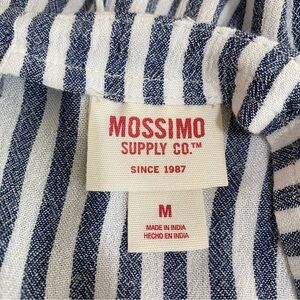 MOSSIMO
SUPPLY CO.™
SINCE 1987
M
MADE IN INDIA
HECHO EN INDIA